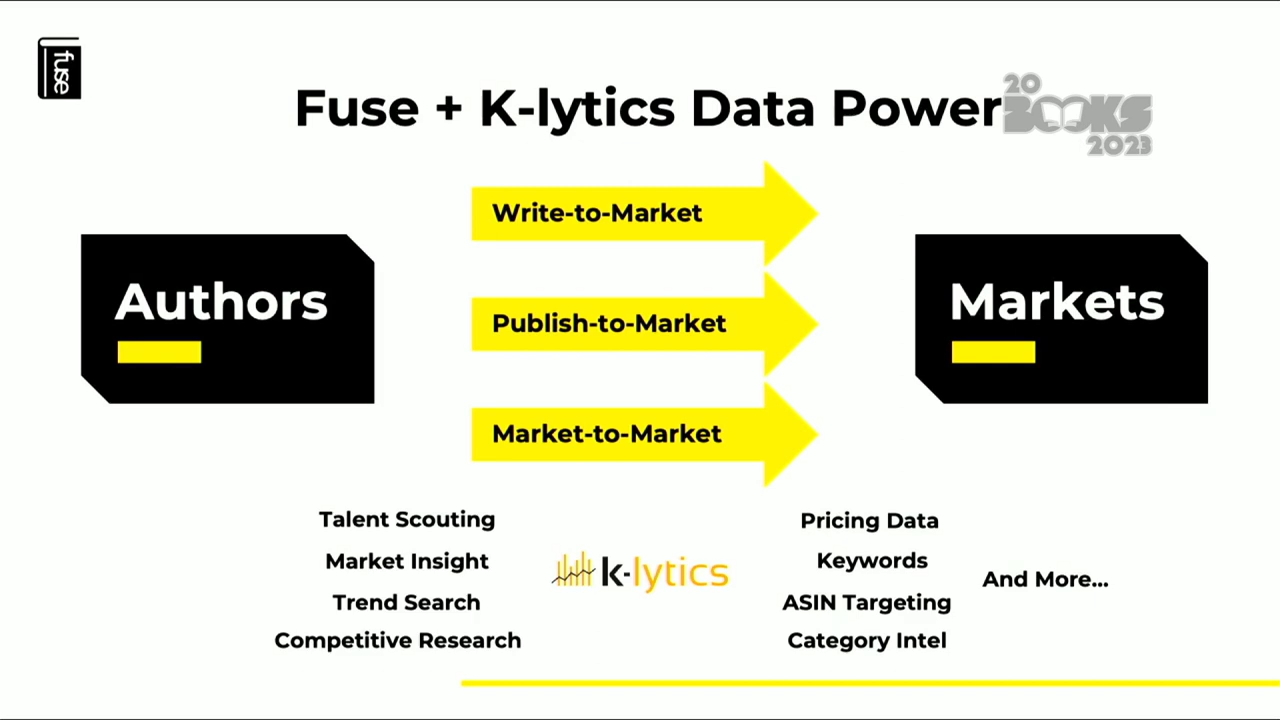 fuse
Fuse + K-lytics Data Power
20
BOOKS
2023
Write-to-Market
Authors
Publish-to-Market
Markets
Market-to-Market
Talent Scouting
Market Insight
Trend Search
Competitive Research
k-lytics
Pricing Data
Keywords
ASIN Targeting
Category Intel
And More...